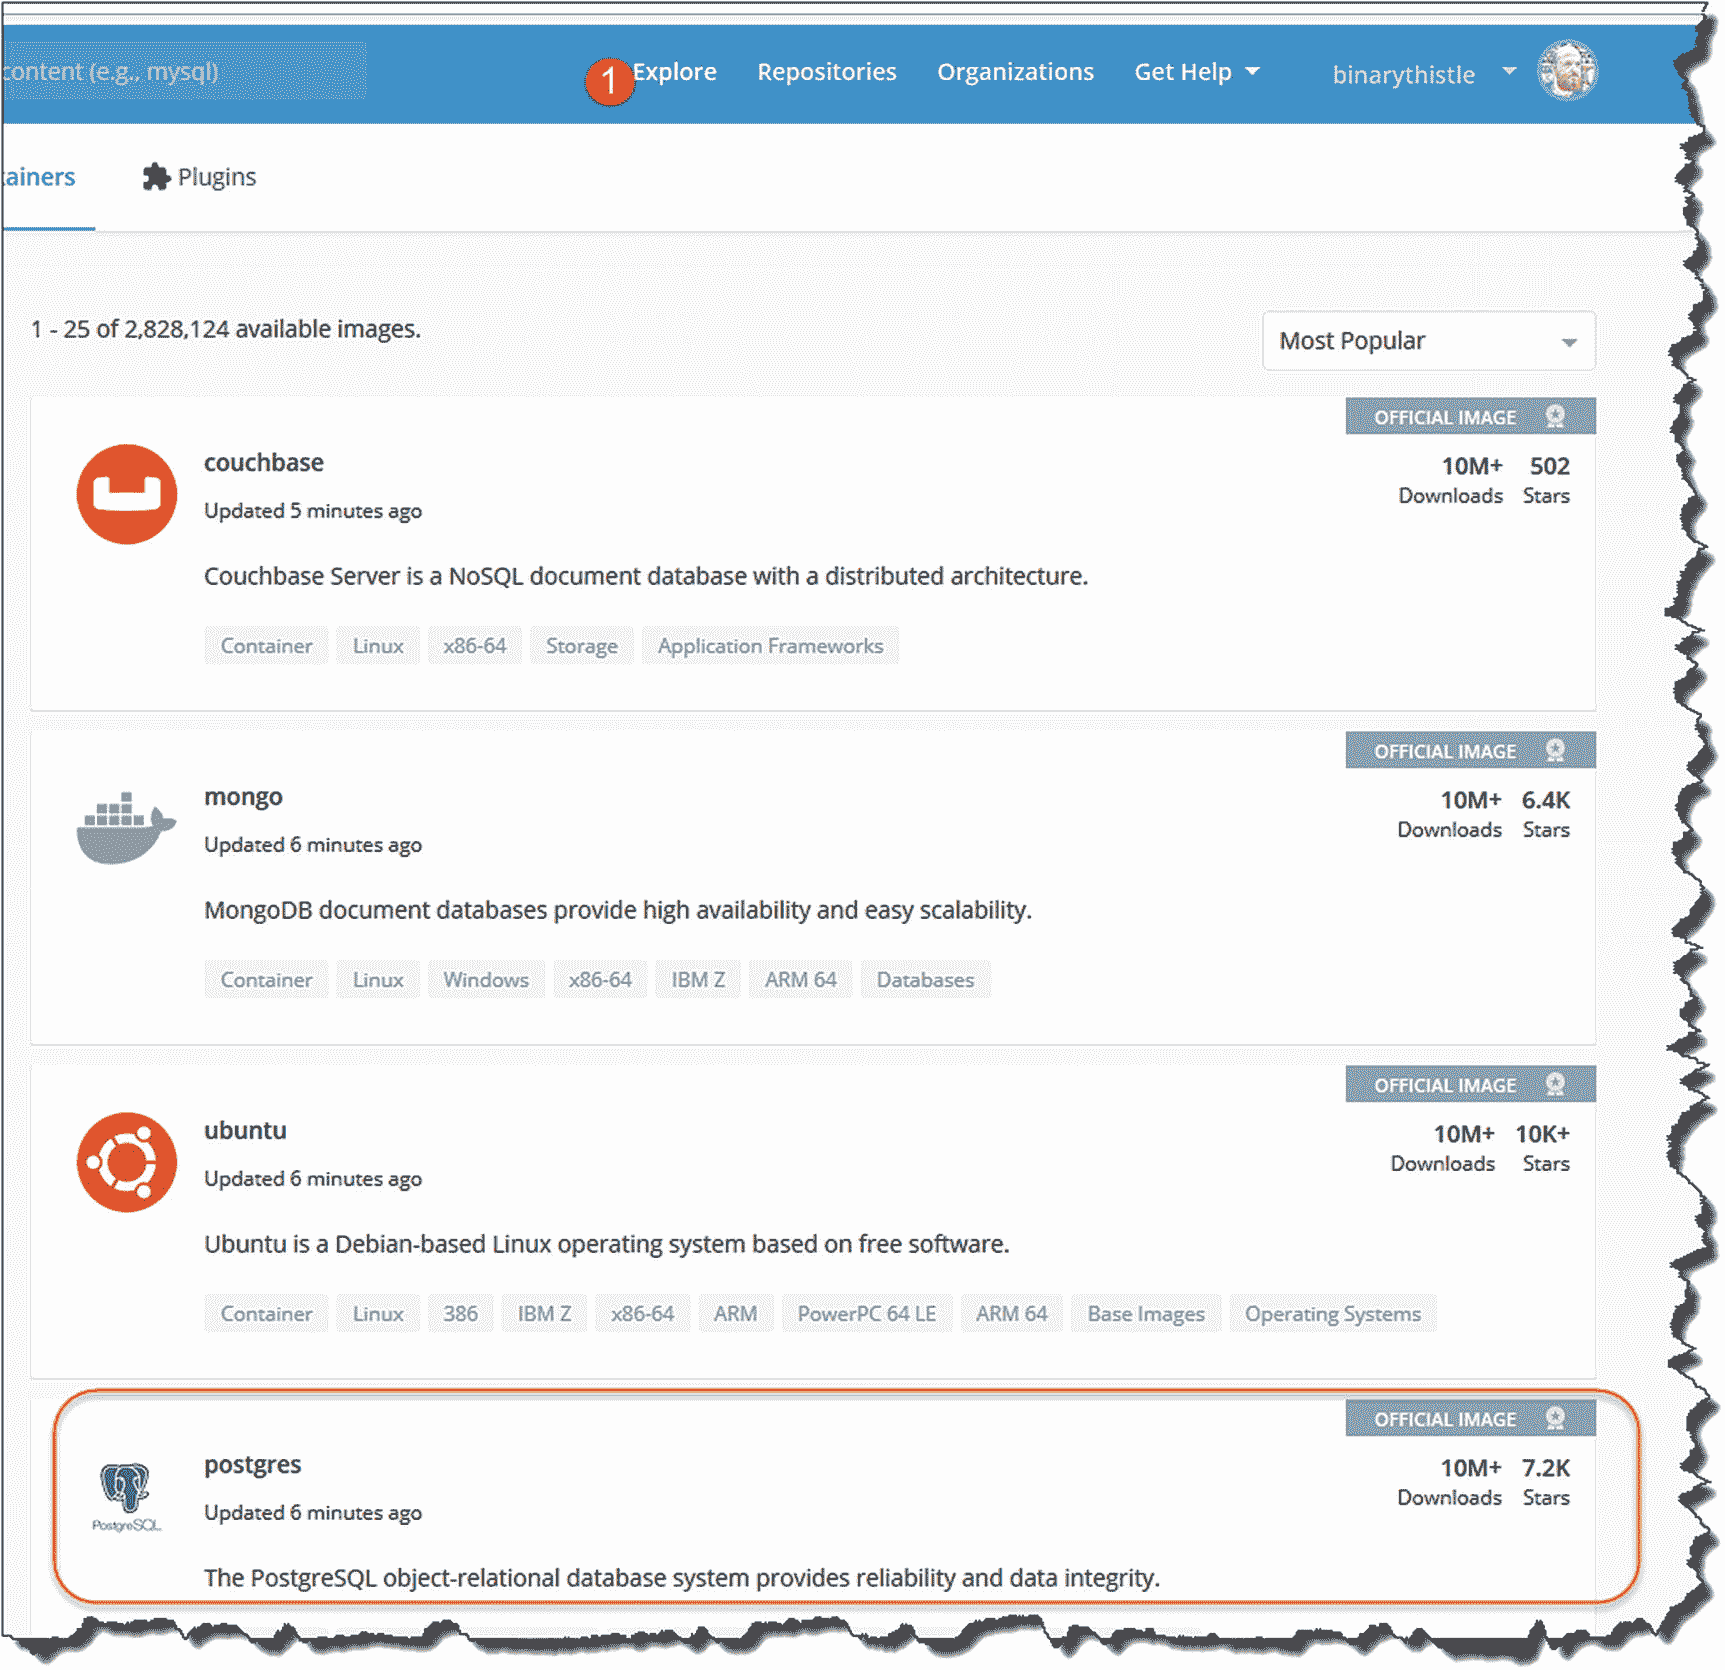 content (e.g., mysql)
1 Explore Repositories Organizations Get Help binarythistle
tainers Plugins
1 - 25 of 2,828,124 available images.
Most Popular
OFFICIAL IMAGE
couchbase
10M+ 502
Downloads Stars
Updated 5 minutes ago
Couchbase Server is a NoSQL document database with a distributed architecture.
Container Linux x86-64 Storage Application Frameworks
OFFICIAL IMAGE
mongo
10M+ 6.4K
Downloads Stars
Updated 6 minutes ago
MongoDB document databases provide high availability and easy scalability.
Container Linux Windows x86-64 IBM Z ARM 64 Databases
OFFICIAL IMAGE
ubuntu
10M+ 10K+
Downloads Stars
Updated 6 minutes ago
Ubuntu is a Debian-based Linux operating system based on free software.
Container Linux 386 IBM Z x86-64 ARM PowerPC 64 LE ARM 64 Base Images Operating Systems
OFFICIAL IMAGE
postgres
10M+ 7.2K
Downloads Stars
Updated 6 minutes ago
PostgreSQL
The PostgreSQL object-relational database system provides reliability and data integrity.